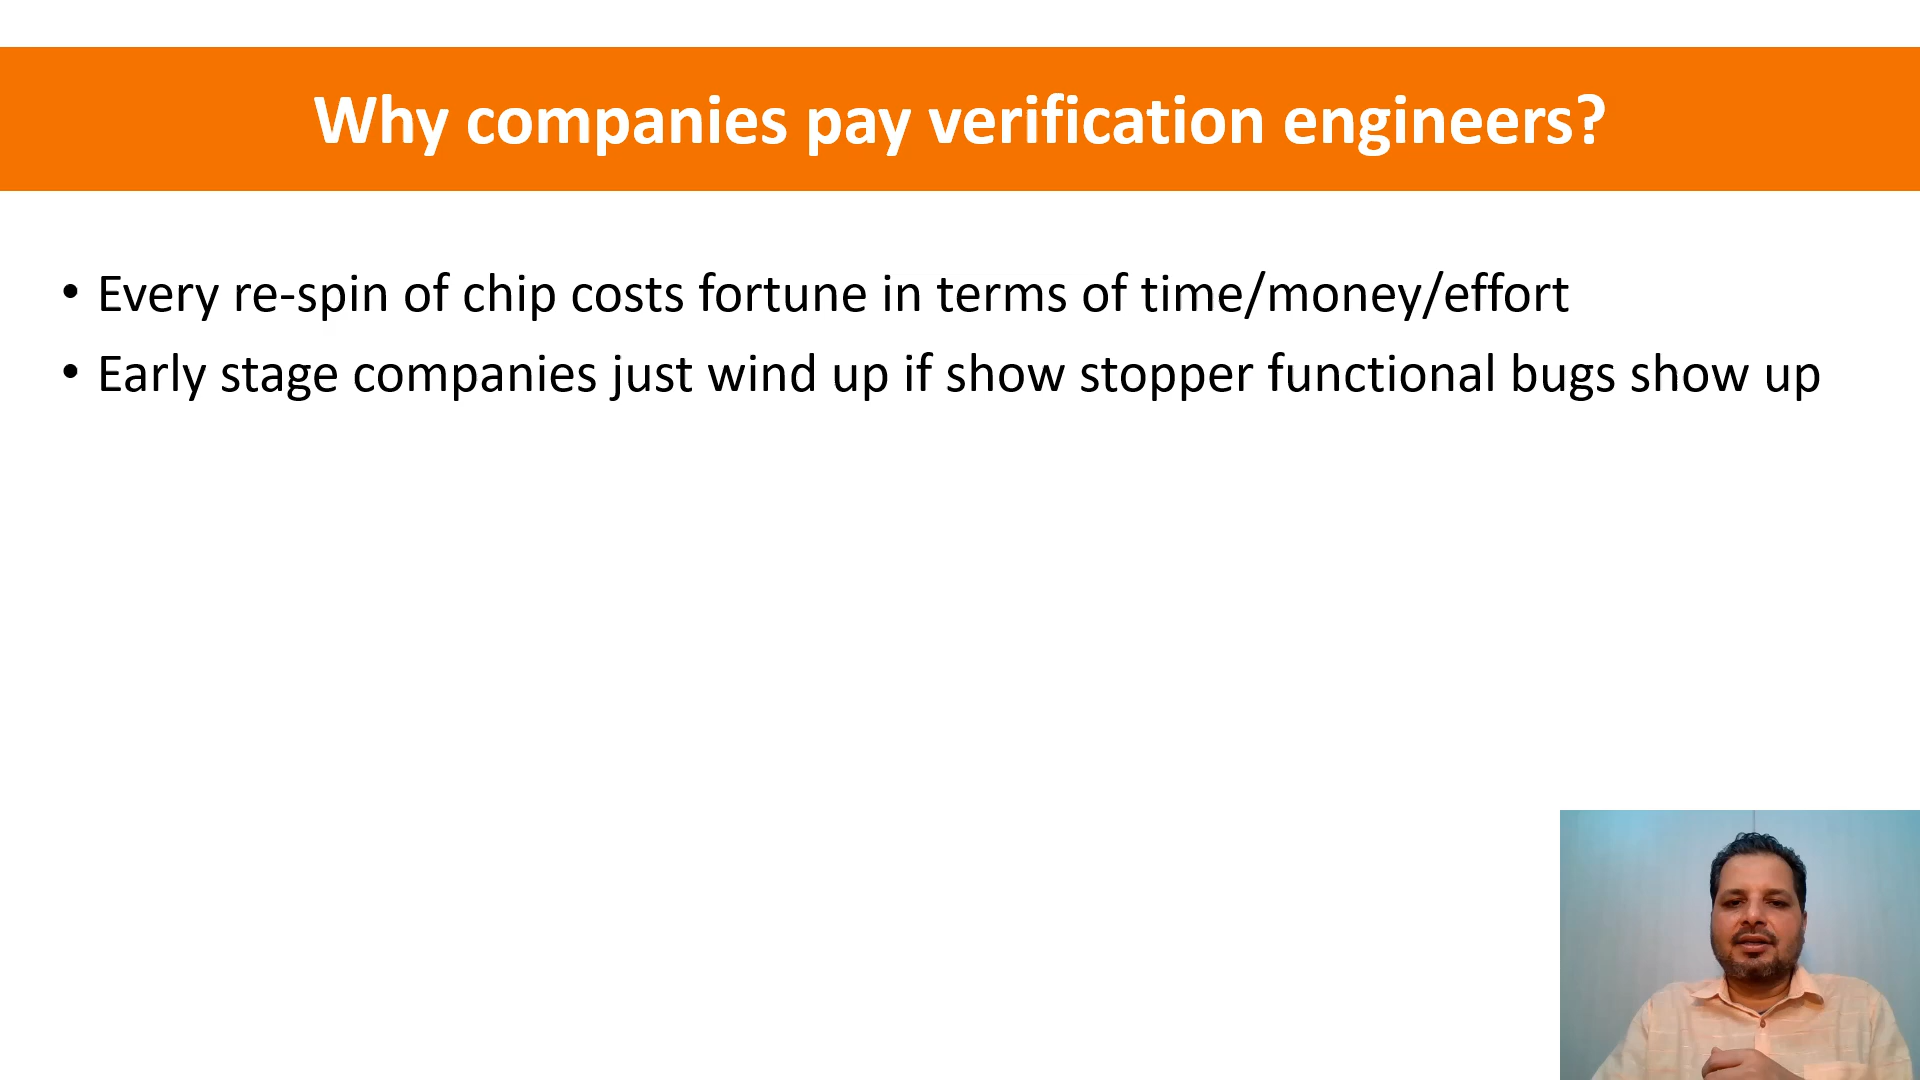 Why companies pay verification engineers?
• Every re-spin of chip costs fortune in terms of time/money/effort
• Early stage companies just wind up if show stopper functional bugs show up